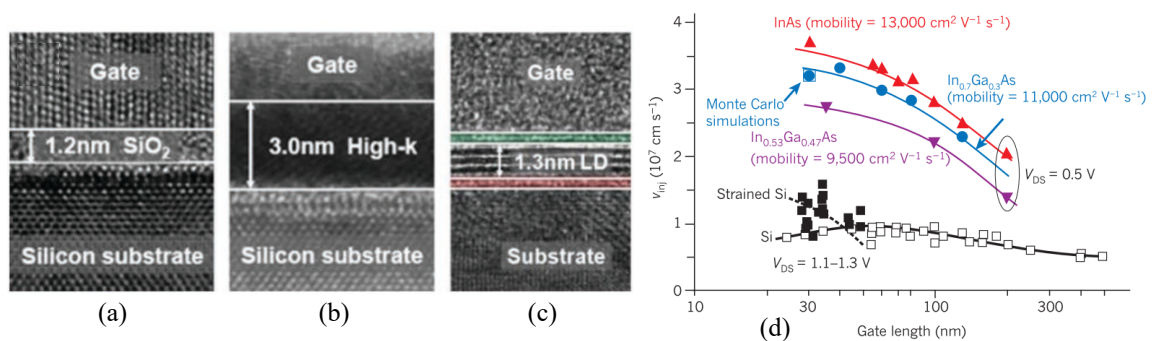 Gate
1.2nm SiO₂
Silicon substrate
(a)
Gate
3.0nm High-k
Silicon substrate
(b)
Gate
1.3nm LD
Substrate
(c)
4
3
2
1
0
νinj (10⁷ cm s⁻¹)
InAs (mobility = 13,000 cm² V⁻¹ s⁻¹)
In₀.₇Ga₀.₃As
(mobility = 11,000 cm² V⁻¹ s⁻¹)
Monte Carlo
simulations
In₀.₅₃Ga₀.₄₇As
(mobility = 9,500 cm² V⁻¹ s⁻¹)
VDS = 0.5 V
Strained Si
Si
VDS = 1.1–1.3 V
10 30 100 300
(d)
Gate length (nm)